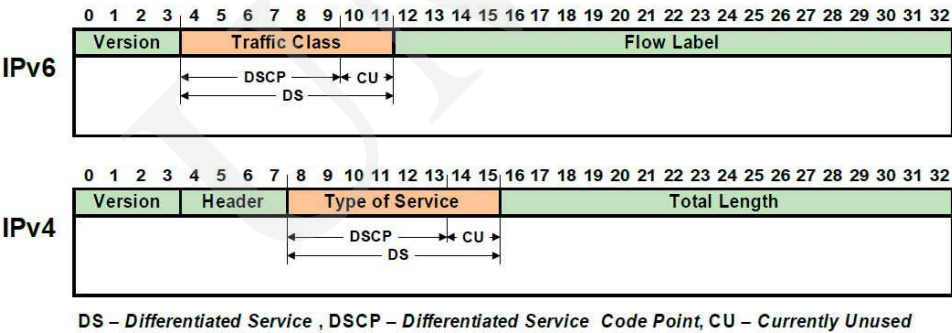 0 1 2 3 4 5 6 7 8 9 10 11 12 13 14 15 16 17 18 19 20 21 22 23 24 25 26 27 28 29 30 31 32
Version Traffic Class Flow Label
IPv6
DSCP CU
DS
0 1 2 3 4 5 6 7 8 9 10 11 12 13 14 15 16 17 18 19 20 21 22 23 24 25 26 27 28 29 30 31 32
Version Header Type of Service Total Length
IPv4
DSCP CU
DS
DS – Differentiated Service , DSCP – Differentiated Service Code Point, CU – Currently Unused